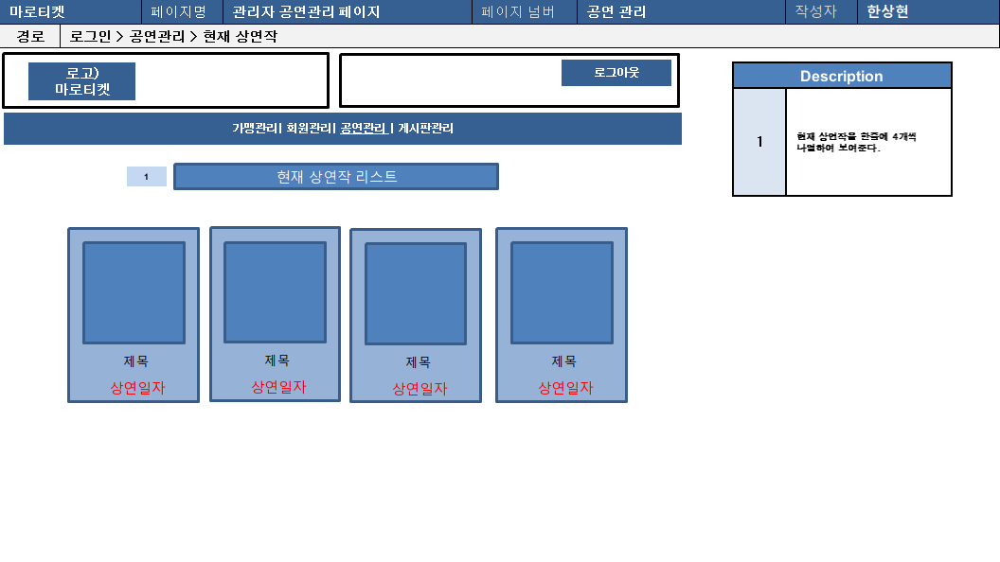 마로티켓 페이지명 관리자 공연관리 페이지 페이지 넘버 공연 관리 작성자 한상현
경로 로그인 > 공연관리 > 현재 상연작
로고)
마로티켓
로그아웃
가맹관리| 회원관리| 공연관리 | 게시판관리
1 현재 상연작 리스트
제목 제목 제목 제목
상연일자 상연일자 상연일자 상연일자
Description
1
현재 상연작을 한줄에 4개씩
나열하여 보여준다.